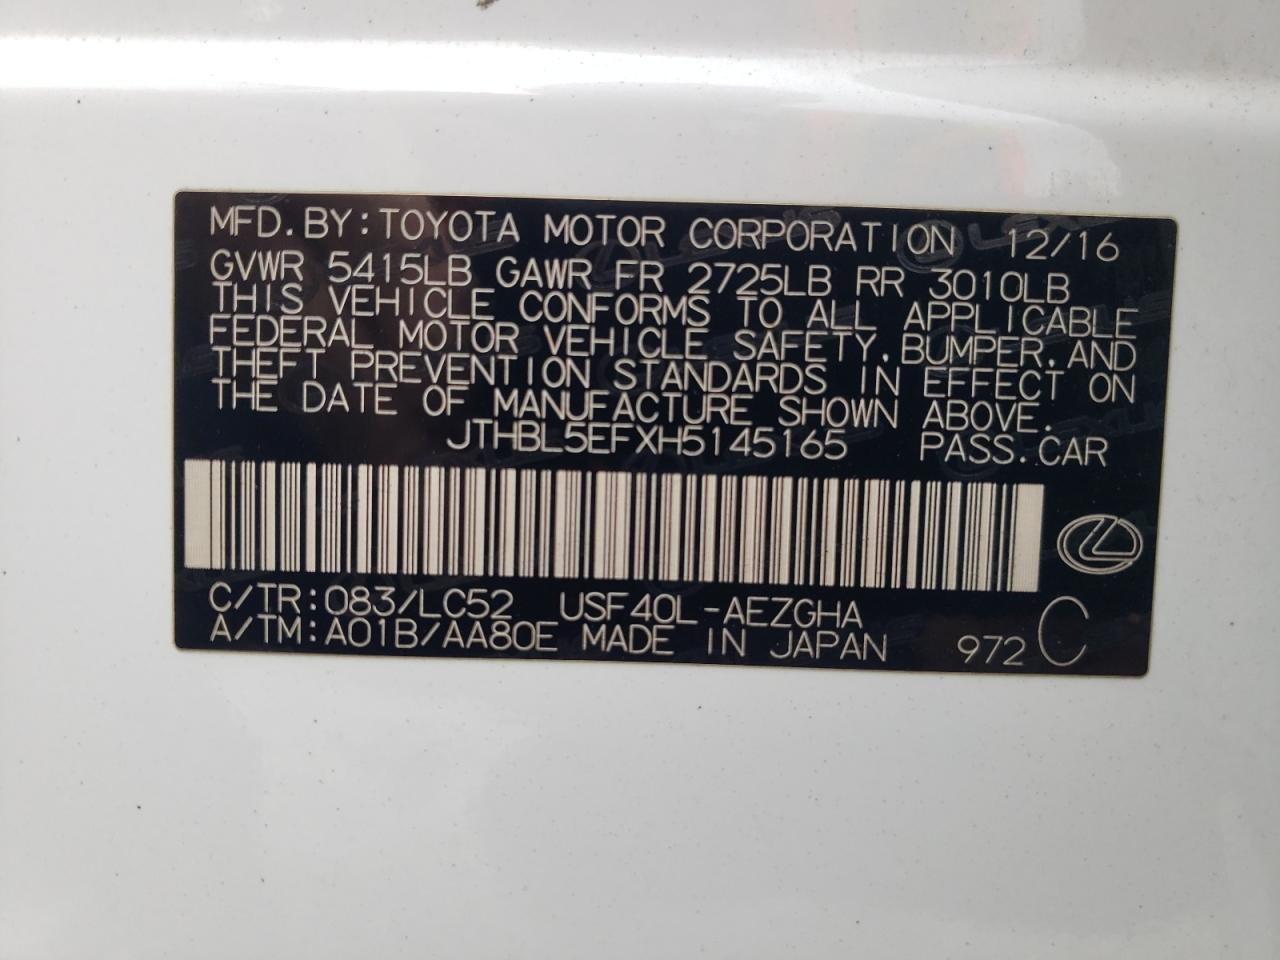 MFD. BY: TOYOTA MOTOR CORPORATION 12/16
GVWR 5415LB GAWR FR 2725LB RR 3010LB
THIS VEHICLE CONFORMS TO ALL APPLICABLE
FEDERAL MOTOR VEHICLE SAFETY, BUMPER, AND
THEFT PREVENTION STANDARDS IN EFFECT ON
THE DATE OF MANUFACTURE SHOWN ABOVE.
JTHBL5EFXH5145165 PASS. CAR
C/TR: 083/LC52 USF40L-AEZGHA
A/TM: A01B/AA80E MADE IN JAPAN 972 C